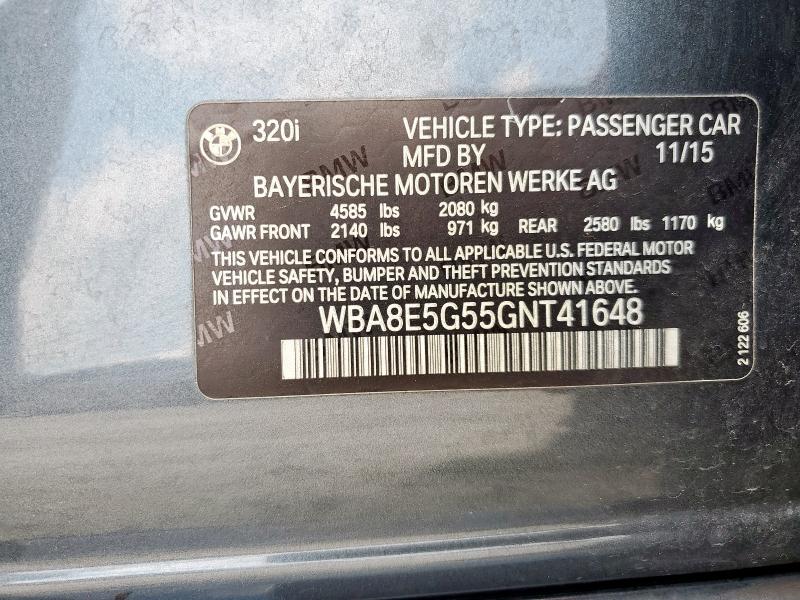 320i VEHICLE TYPE: PASSENGER CAR
MFD BY 11/15
BAYERISCHE MOTOREN WERKE AG
GVWR 4585 lbs 2080 kg
GAWR FRONT 2140 lbs 971 kg REAR 2580 lbs 1170 kg
THIS VEHICLE CONFORMS TO ALL APPLICABLE U.S. FEDERAL MOTOR
VEHICLE SAFETY, BUMPER AND THEFT PREVENTION STANDARDS
IN EFFECT ON THE DATE OF MANUFACTURE SHOWN ABOVE.
WBA8E5G55GNT41648
2 122 606